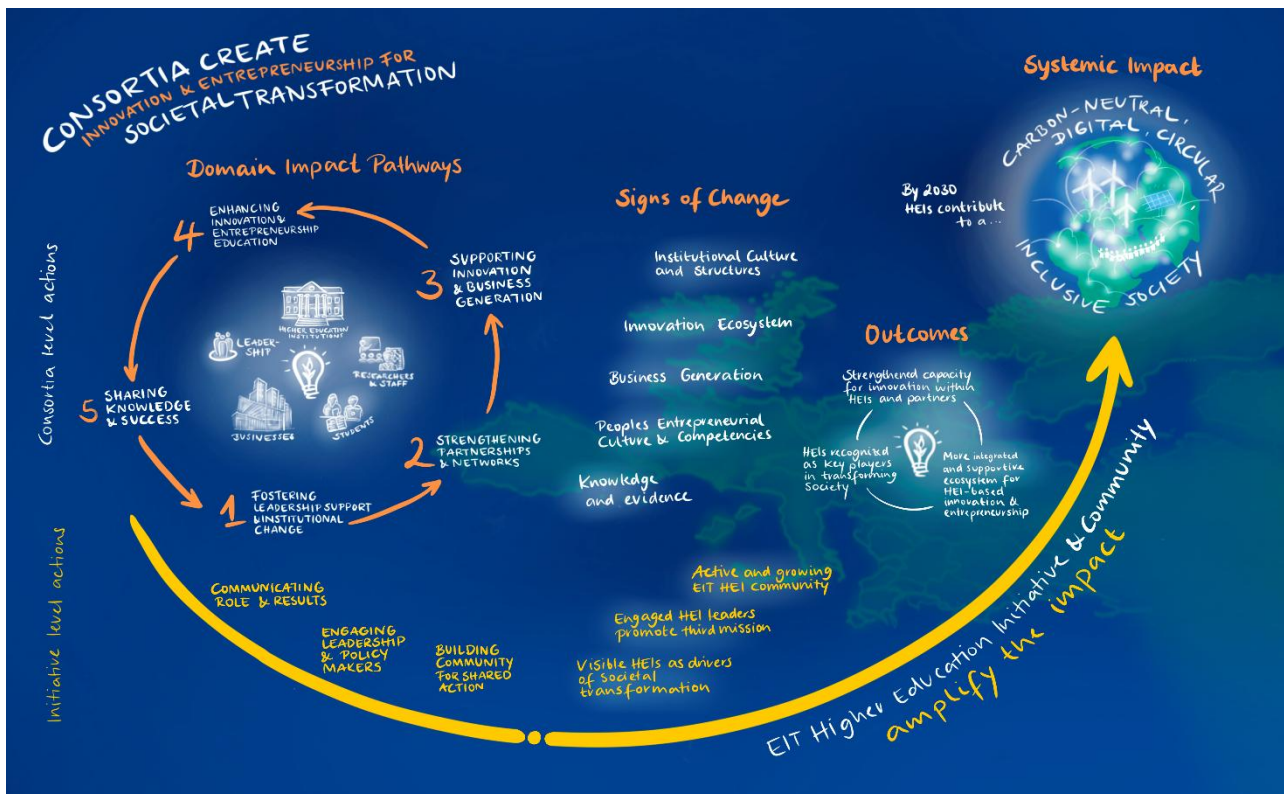 CONSORTIA CREATE
INNOVATION & ENTREPRENEURSHIP FOR
SOCIETAL TRANSFORMATION
Domain Impact Pathways
4
ENHANCING
INNOVATION &
ENTREPRENEURSHIP
EDUCATION
3
SUPPORTING
INNOVATION
& BUSINESS
GENERATION
HIGHER EDUCATION
INSTITUTIONS
LEADER-
SHIP
RESEARCHERS
& STAFF
BUSINESSES
STUDENTS
5
SHARING
KNOWLEDGE
& SUCCESS
2
STRENGTHENING
PARTNERSHIPS
& NETWORKS
1
FOSTERING
LEADERSHIP SUPPORT
& INSTITUTIONAL
CHANGE
Consortia level actions
Initiative level actions
COMMUNICATING
ROLE & RESULTS
ENGAGING
LEADERSHIP
& POLICY
MAKERS
BUILDING
COMMUNITY
FOR SHARED
ACTION
Signs of Change
Institutional Culture
and Structures
Innovation Ecosystem
Business Generation
Peoples Entrepreneurial
Culture & Competencies
Knowledge
and evidence
Active and growing
EIT HEI community
Engaged HEI leaders
promote third mission
Visible HEIs as drivers
of Societal
transformation
Outcomes
Strengthened capacity
for innovation within
HEIs and partners
HEIs recognized
as key players
in transforming
Society
More integrated
and supportive
ecosystem for
HEI-based
innovation &
entrepreneurship
Systemic Impact
By 2030
HEIs contribute
to a...
CARBON-NEUTRAL,
DIGITAL, CIRCULAR
INCLUSIVE SOCIETY
EIT Higher Education Initiative & Community
amplify the impact